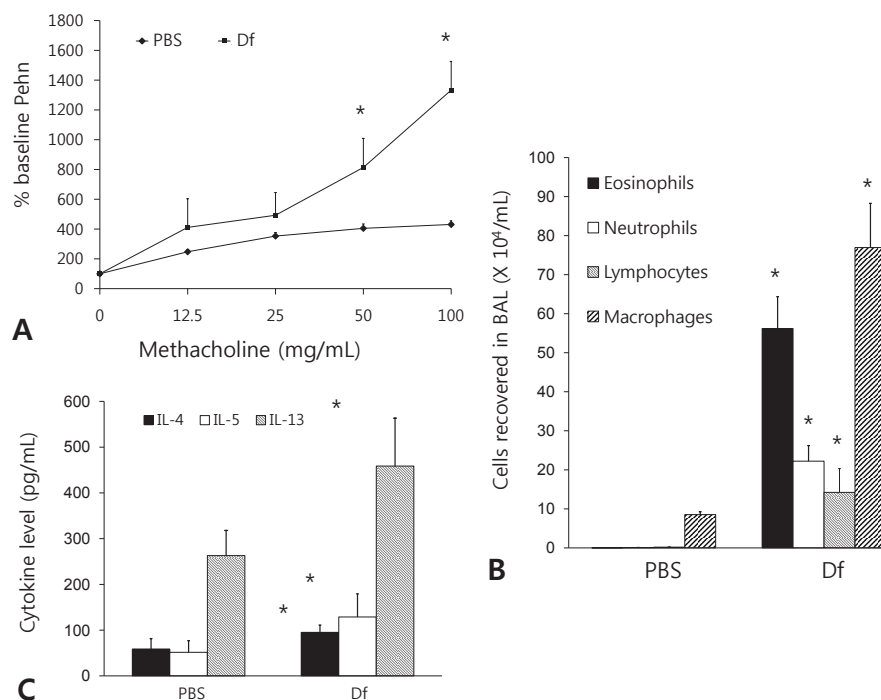 1800
1600
1400
1200
1000
800
600
400
200
0
% baseline Pehn
PBS Df
*
*
0 12.5 25 50 100
Methacholine (mg/mL)
A
100
90
80
70
60
50
40
30
20
10
0
Cells recovered in BAL (X 10⁴/mL)
Eosinophils
Neutrophils
Lymphocytes
Macrophages
*
*
*
*
PBS Df
B
600
500
400
300
200
100
0
Cytokine level (pg/mL)
IL-4 IL-5 IL-13
*
*
*
PBS Df
C